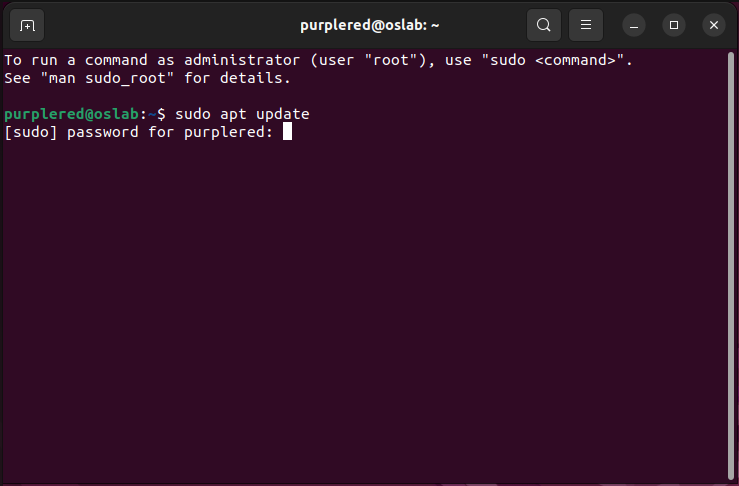 purplered@oslab: ~
To run a command as administrator (user "root"), use "sudo <command>".
See "man sudo_root" for details.
purplered@oslab:~$ sudo apt update
[sudo] password for purplered: